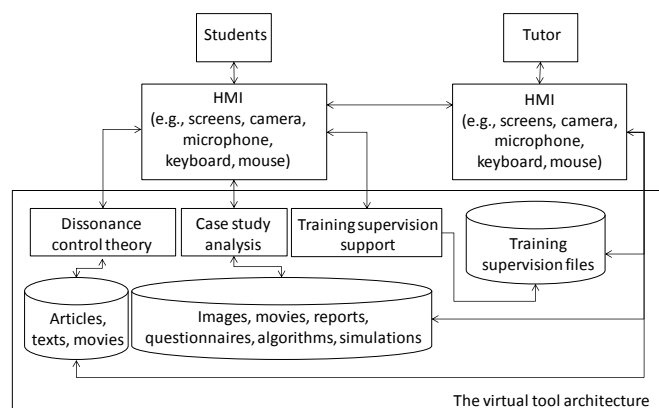 Students
Tutor
HMI
(e.g., screens, camera,
microphone,
keyboard, mouse)
HMI
(e.g., screens, camera,
microphone,
keyboard, mouse)
Dissonance
control theory
Case study
analysis
Training supervision
support
Training
supervision files
Articles,
texts, movies
Images, movies, reports,
questionnaires, algorithms, simulations
The virtual tool architecture